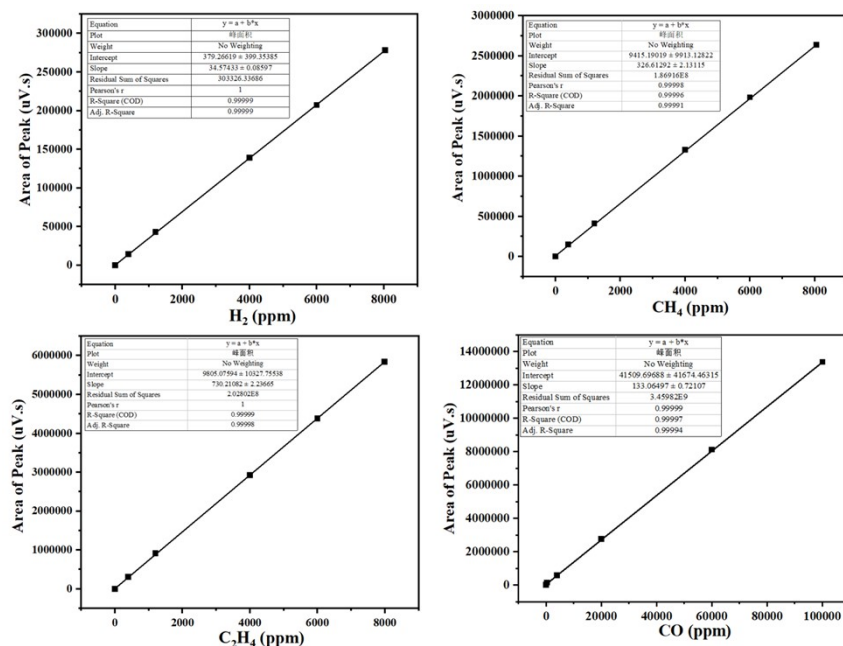 Equation y = a + b*x
Plot 峰面积
Weight No Weighting
Intercept 379.26619 ± 399.35385
Slope 34.57433 ± 0.08597
Residual Sum of Squares 303326.33686
Pearson's r 1
R-Square (COD) 0.99999
Adj. R-Square 0.99999
300000
250000
200000
150000
100000
50000
0
Area of Peak (uV.s)
0 2000 4000 6000 8000
H₂ (ppm)
Equation y = a + b*x
Plot 峰面积
Weight No Weighting
Intercept 9415.19019 ± 9913.12822
Slope 326.61292 ± 2.13115
Residual Sum of Squares 1.86916E8
Pearson's r 0.99998
R-Square (COD) 0.99996
Adj. R-Square 0.99991
3000000
2500000
2000000
1500000
1000000
500000
0
Area of Peak (uV.s)
0 2000 4000 6000 8000
CH₄ (ppm)
Equation y = a + b*x
Plot 峰面积
Weight No Weighting
Intercept 9805.07594 ± 10327.75538
Slope 730.21082 ± 2.23665
Residual Sum of Squares 2.02802E8
Pearson's r 1
R-Square (COD) 0.99999
Adj. R-Square 0.99998
6000000
5000000
4000000
3000000
2000000
1000000
0
Area of Peak (uV.s)
0 2000 4000 6000 8000
C₂H₄ (ppm)
Equation y = a + b*x
Plot 峰面积
Weight No Weighting
Intercept 41509.69688 ± 41674.46315
Slope 133.06497 ± 0.72107
Residual Sum of Squares 3.45982E9
Pearson's r 0.99999
R-Square (COD) 0.99997
Adj. R-Square 0.99994
14000000
12000000
10000000
8000000
6000000
4000000
2000000
0
Area of Peak (uV.s)
0 20000 40000 60000 80000 100000
CO (ppm)